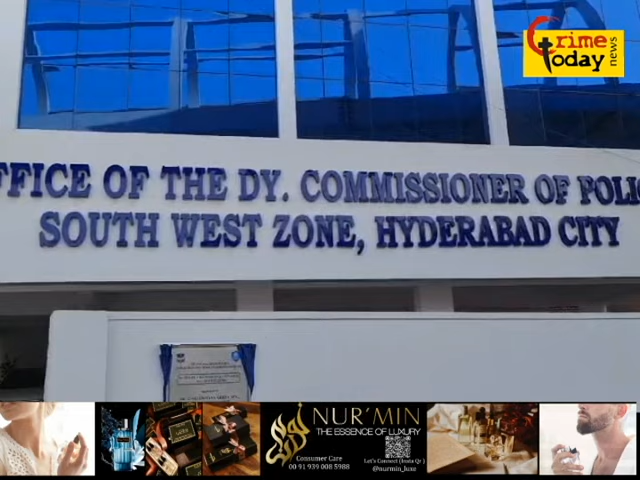 Crime
Today
news
FFICE OF THE DY. COMMISSIONER OF POLIC
SOUTH WEST ZONE, HYDERABAD CITY
NUR'MIN
THE ESSENCE OF LUXURY
Consumer Care
00 91 939 008 5988
Let's Connect (Insta Qr)
@nurmin_luxe